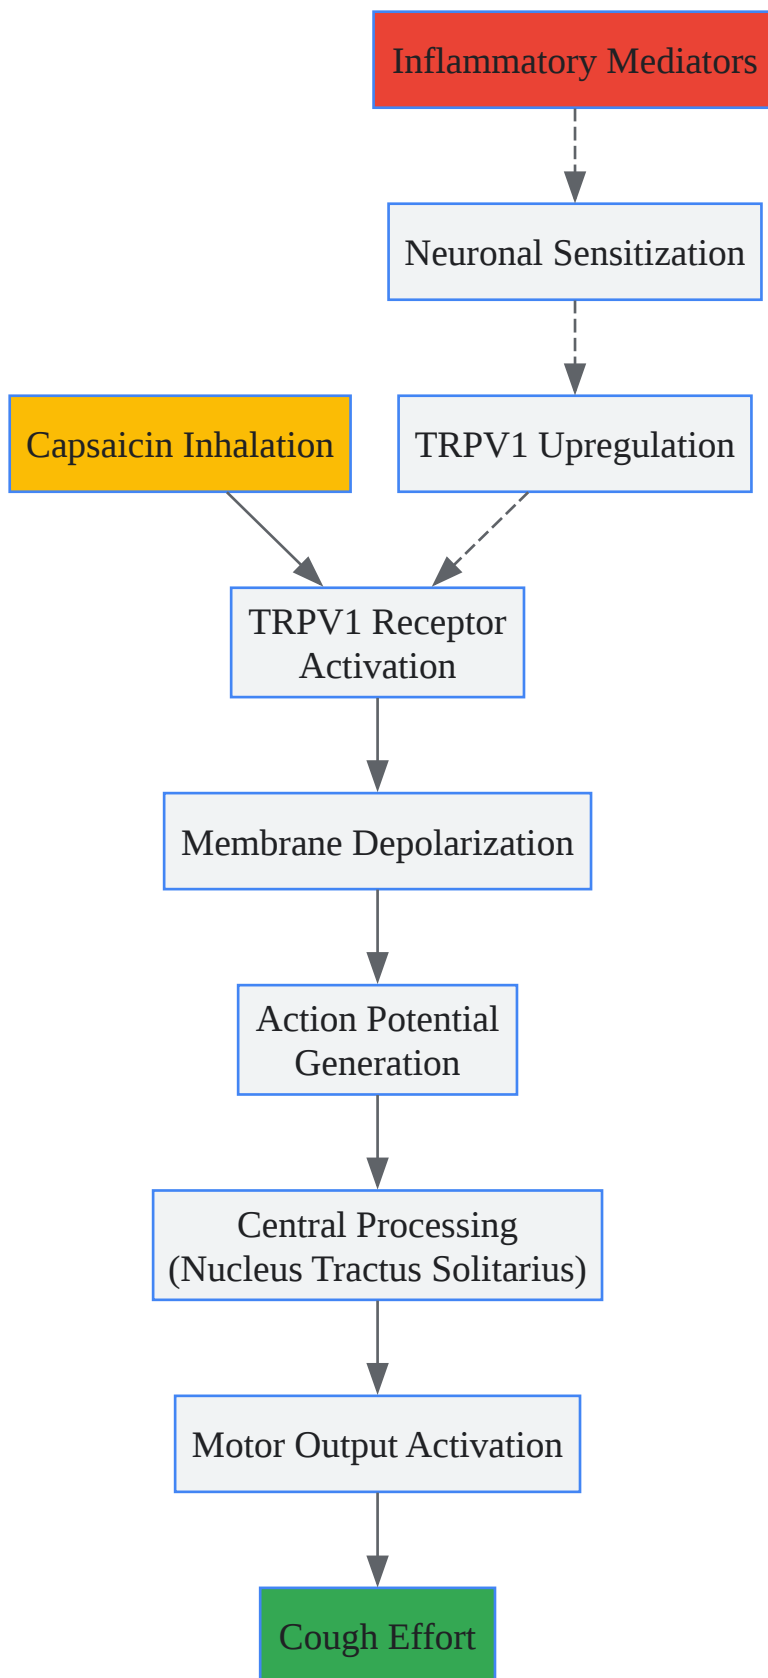 Inflammatory Mediators
Neuronal Sensitization
Capsaicin Inhalation
TRPV1 Upregulation
TRPV1 Receptor
Activation
Membrane Depolarization
Action Potential
Generation
Central Processing
(Nucleus Tractus Solitarius)
Motor Output Activation
Cough Effort